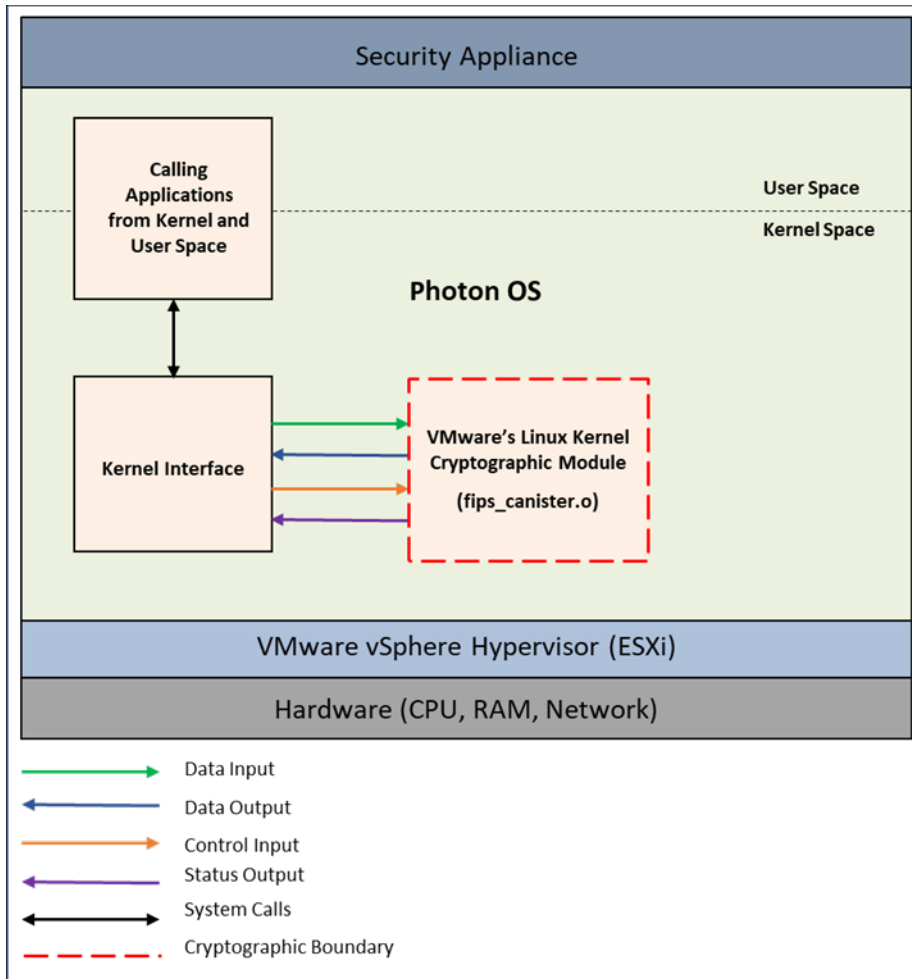 Security Appliance
Calling
Applications
from Kernel and
User Space
User Space
Kernel Space
Photon OS
Kernel Interface
VMware's Linux Kernel
Cryptographic Module
(fips_canister.o)
VMware vSphere Hypervisor (ESXi)
Hardware (CPU, RAM, Network)
Data Input
Data Output
Control Input
Status Output
System Calls
Cryptographic Boundary